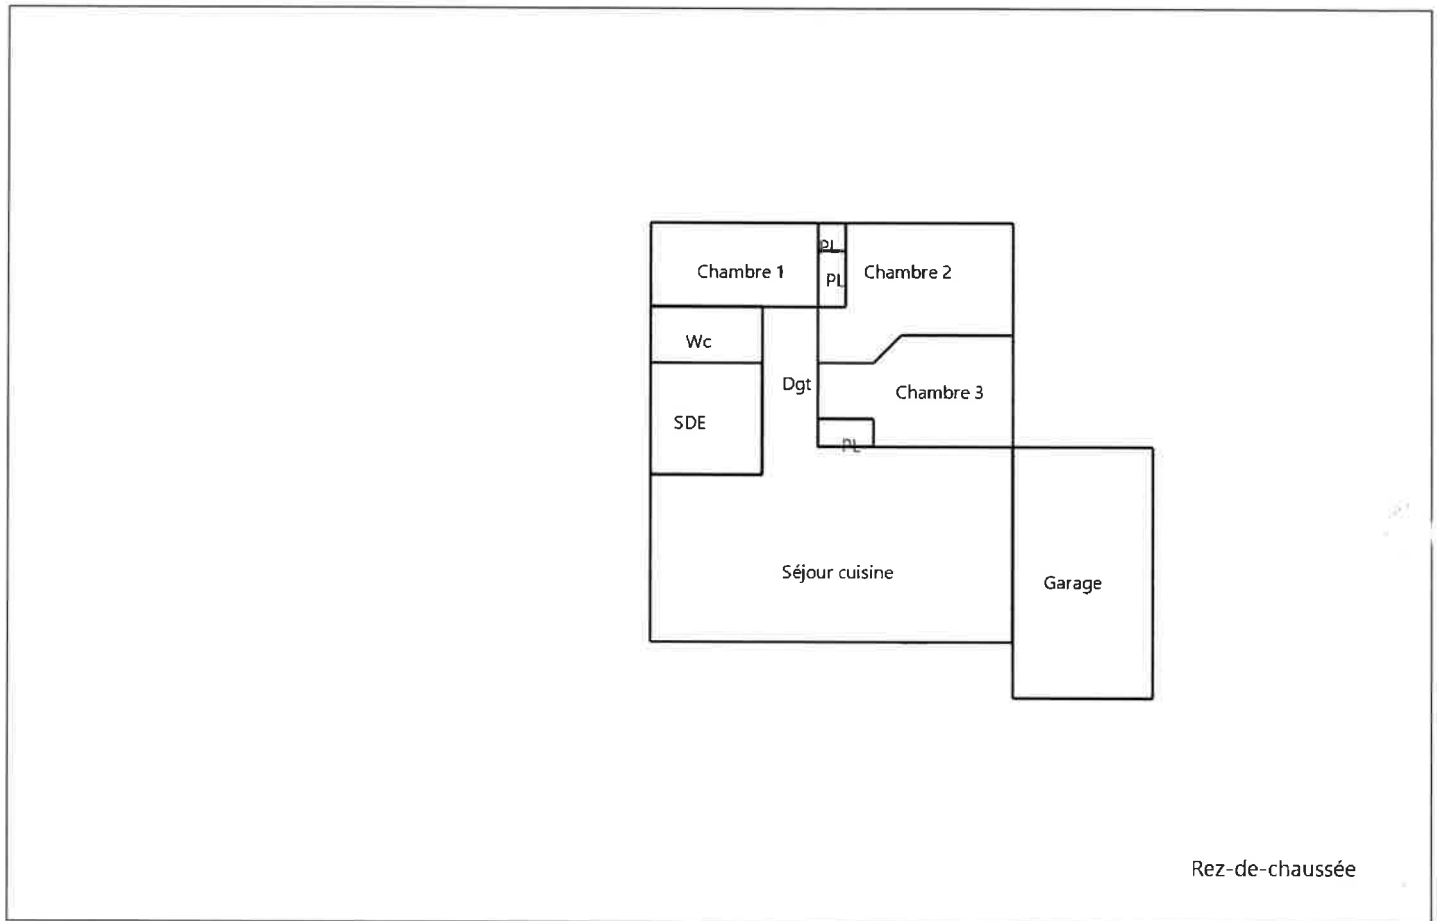 PL
Chambre 1
PL
Chambre 2
Wc
Dgt
Chambre 3
SDE
PL
Séjour cuisine
Garage
Rez-de-chaussée